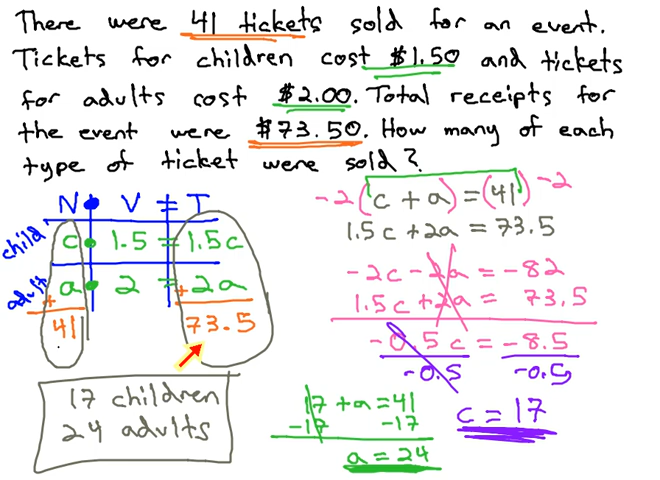 There were 41 tickets sold for an event.
Tickets for children cost $1.50 and tickets
for adults cost $2.00. Total receipts for
the event were $73.50. How many of each
type of ticket were sold?
N • V = T
child c • 1.5 = 1.5c
adult a • 2 = + 2a
+ 41 73.5
17 children
24 adults
-2(c + a) = (41)-2
1.5c + 2a = 73.5
-2c - 2a = -82
1.5c + 2a = 73.5
-0.5c = -8.5
-0.5 -0.5
c = 17
17 + a = 41
-17 -17
a = 24